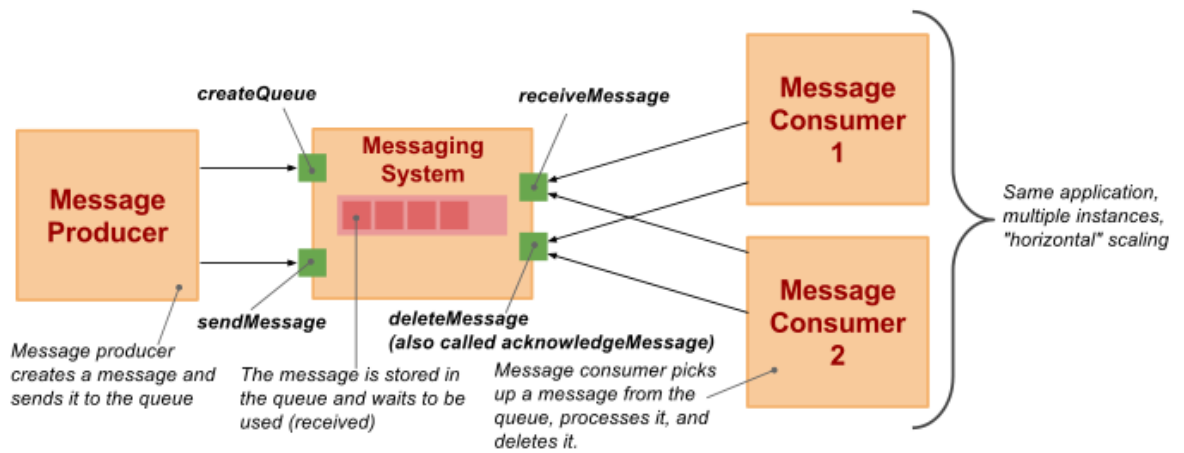 createQueue
receiveMessage
Message
Producer
Messaging
System
Message
Consumer
1
Same application,
multiple instances,
"horizontal" scaling
Message
Consumer
2
sendMessage
deleteMessage
(also called acknowledgeMessage)
Message producer
creates a message and
sends it to the queue
The message is stored in
the queue and waits to be
used (received)
Message consumer picks
up a message from the
queue, processes it, and
deletes it.